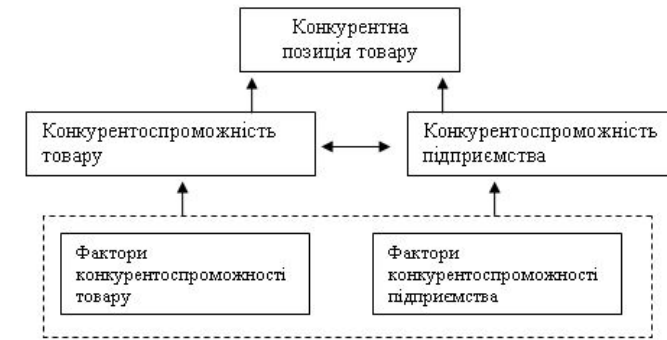 Конкурентна
позиція товару
Конкурентоспроможність
товару
Конкурентоспроможність
підприємства
Фактори
конкурентоспроможності
товару
Фактори
конкурентоспроможності
підприємства